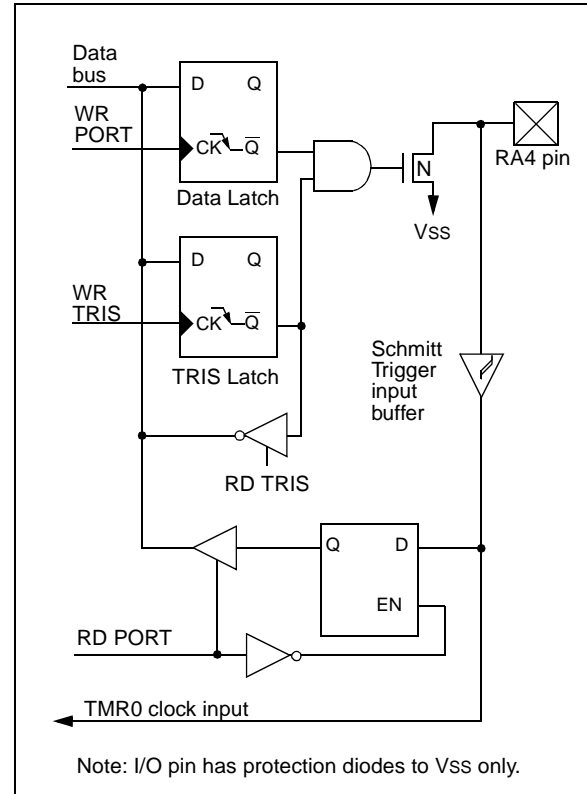 Data
bus
D Q
WR
PORT
CK Q
N
RA4 pin
Data Latch
VSS
D Q
WR
TRIS
CK Q
Schmitt
Trigger
input
buffer
TRIS Latch
RD TRIS
Q D
EN
RD PORT
TMR0 clock input
Note: I/O pin has protection diodes to VSS only.